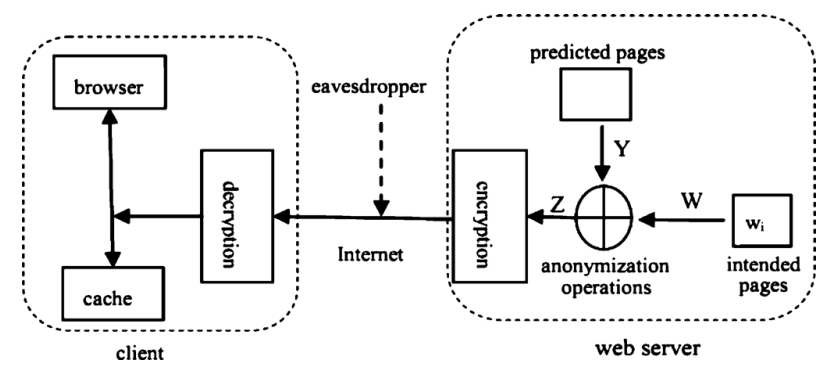 browser
cache
client
decryption
eavesdropper
Internet
encryption
predicted pages
Y
Z
W
wi
anonymization
operations
intended
pages
web server